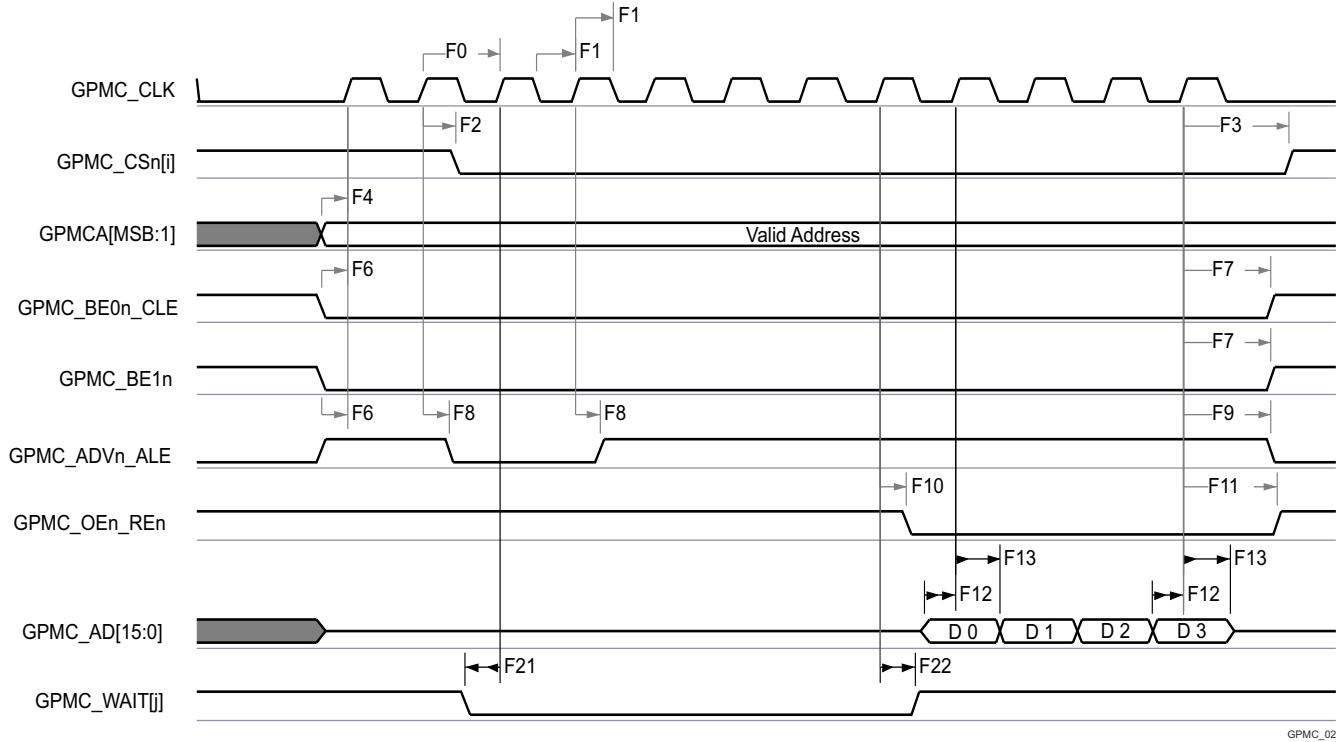 F1
F0 F1
GPMC_CLK
F2 F3
GPMC_CSn[i]
F4
GPMCA[MSB:1] Valid Address
F6 F7
GPMC_BE0n_CLE
F7
GPMC_BE1n
F6 F8 F8 F9
GPMC_ADVn_ALE
F10 F11
GPMC_OEn_REn
F13 F13
F12 F12
GPMC_AD[15:0] D 0 D 1 D 2 D 3
F21 F22
GPMC_WAIT[j]
GPMC_02